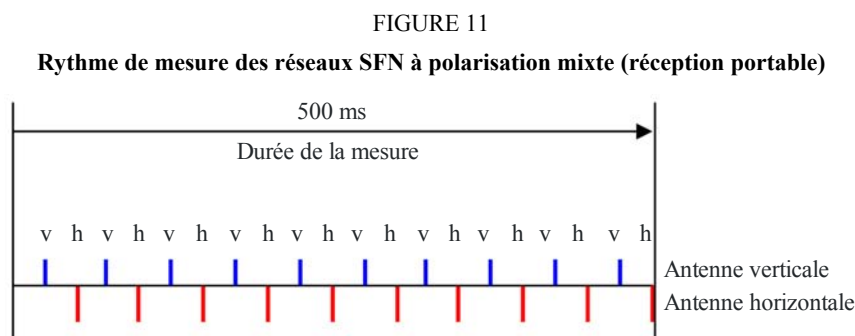 FIGURE 11
Rythme de mesure des réseaux SFN à polarisation mixte (réception portable)
500 ms
Durée de la mesure
v h v h v h v h v h v h v h v h v h v h
Antenne verticale
Antenne horizontale